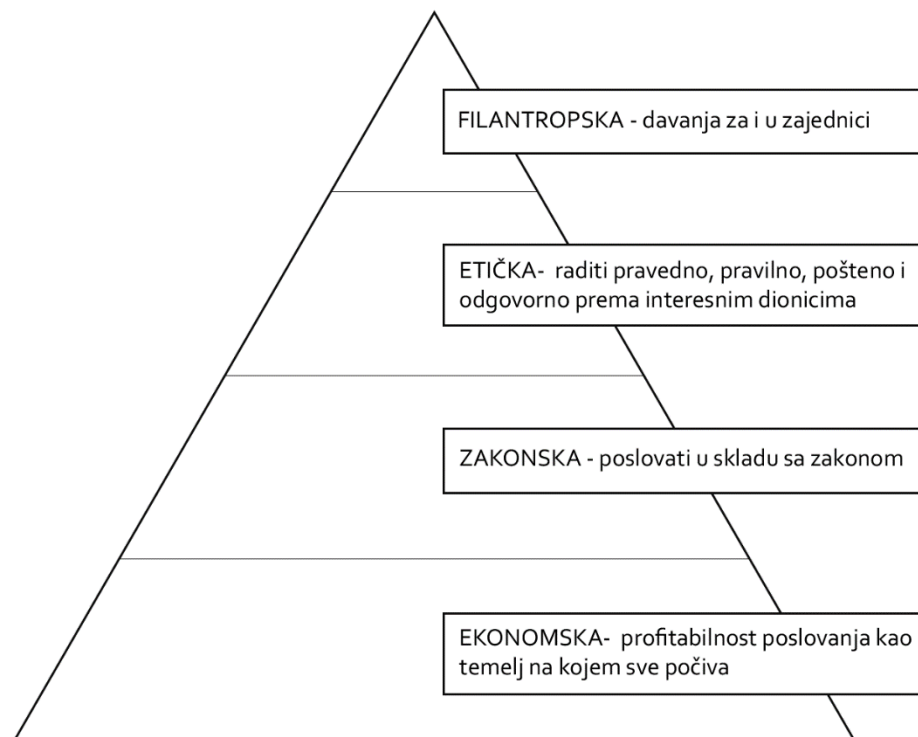 FILANTROPSKA - davanja za i u zajednici
ETIČKA- raditi pravedno, pravilno, pošteno i
odgovorno prema interesnim dionicima
ZAKONSKA - poslovati u skladu sa zakonom
EKONOMSKA- profitabilnost poslovanja kao
temelj na kojem sve počiva